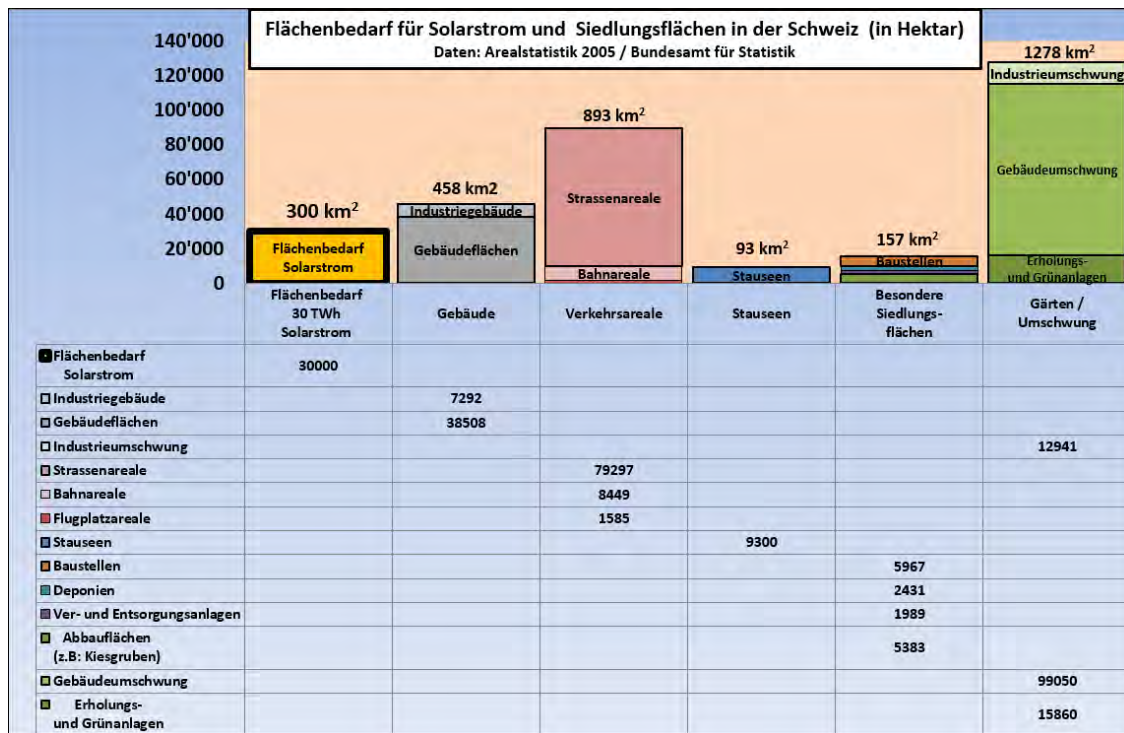 Flächenbedarf für Solarstrom und Siedlungsflächen in der Schweiz (in Hektar)
Daten: Arealstatistik 2005 / Bundesamt für Statistik
140'000
120'000
100'000
80'000
60'000
40'000
20'000
0
300 km²
Flächenbedarf
Solarstrom
458 km2
Industriegebäude
Gebäudeflächen
893 km²
Strassenareale
Bahnareale
93 km²
Stauseen
157 km²
Baustellen
1278 km²
Industrieumschwung
Gebäudeumschwung
Erholungs-
und Grünanlagen
Flächenbedarf
30 TWh
Solarstrom
Gebäude
Verkehrsareale
Stauseen
Besondere
Siedlungs-
flächen
Gärten /
Umschwung
Flächenbedarf
Solarstrom
30000
Industriegebäude 7292
Gebäudeflächen 38508
Industrieumschwung 12941
Strassenareale 79297
Bahnareale 8449
Flugplatzareale 1585
Stauseen 9300
Baustellen 5967
Deponien 2431
Ver- und Entsorgungsanlagen 1989
Abbauflächen
(z.B: Kiesgruben)
5383
Gebäudeumschwung 99050
Erholungs-
und Grünanlagen
15860